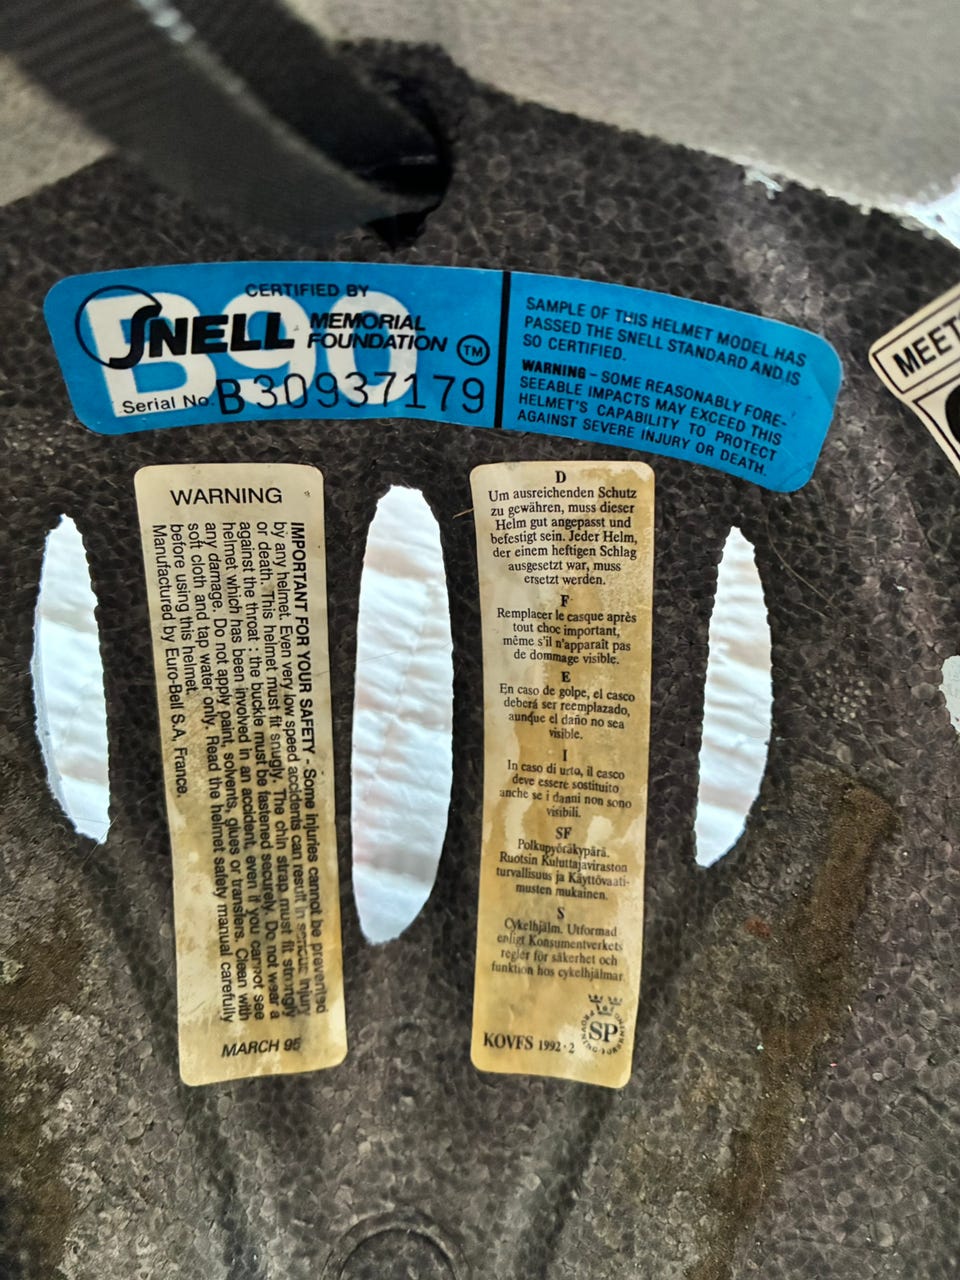 CERTIFIED BY
B90
SNELL MEMORIAL
FOUNDATION TM
Serial No. B30937179
SAMPLE OF THIS HELMET MODEL HAS
PASSED THE SNELL STANDARD AND IS
SO CERTIFIED.
WARNING – SOME REASONABLY FORE-
SEEABLE IMPACTS MAY EXCEED THIS
HELMET'S CAPABILITY TO PROTECT
AGAINST SEVERE INJURY OR DEATH.
MEET
WARNING
IMPORTANT FOR YOUR SAFETY - Some injuries cannot be prevented
by any helmet. Even very low speed accidents can result in serious injury
or death. This helmet must fit snugly. The chin strap must fit strongly
against the throat : the buckle must be fastened securely. Do not wear a
helmet which has been involved in an accident, even if you cannot see
any damage. Do not apply paint, solvents, glues or transfers. Clean with
soft cloth and tap water only. Read the helmet safety manual carefully
before using this helmet.
Manufactured by Euro-Bell S.A, France.
MARCH 95
D
Um ausreichenden Schutz
zu gewähren, muss dieser
Helm gut angepasst und
befestigt sein. Jeder Helm,
der einem heftigen Schlag
ausgesetzt war, muss
ersetzt werden.
F
Remplacer le casque après
tout choc important,
même s'il n'apparaît pas
de dommage visible.
E
En caso de golpe, el casco
deberá ser reemplazado,
aunque el daño no sea
visible.
I
In caso di urto, il casco
deve essere sostituito
anche se i danni non sono
visibili.
SF
Polkupyöräkypärä.
Ruotsin Kuluttajaviraston
turvallisuus ja Käyttövaati-
musten mukainen.
S
Cykelhjälm. Utformad
enligt Konsumentverkets
regler för säkerhet och
funktion hos cykelhjälmar.
SP
KOVFS 1992·2